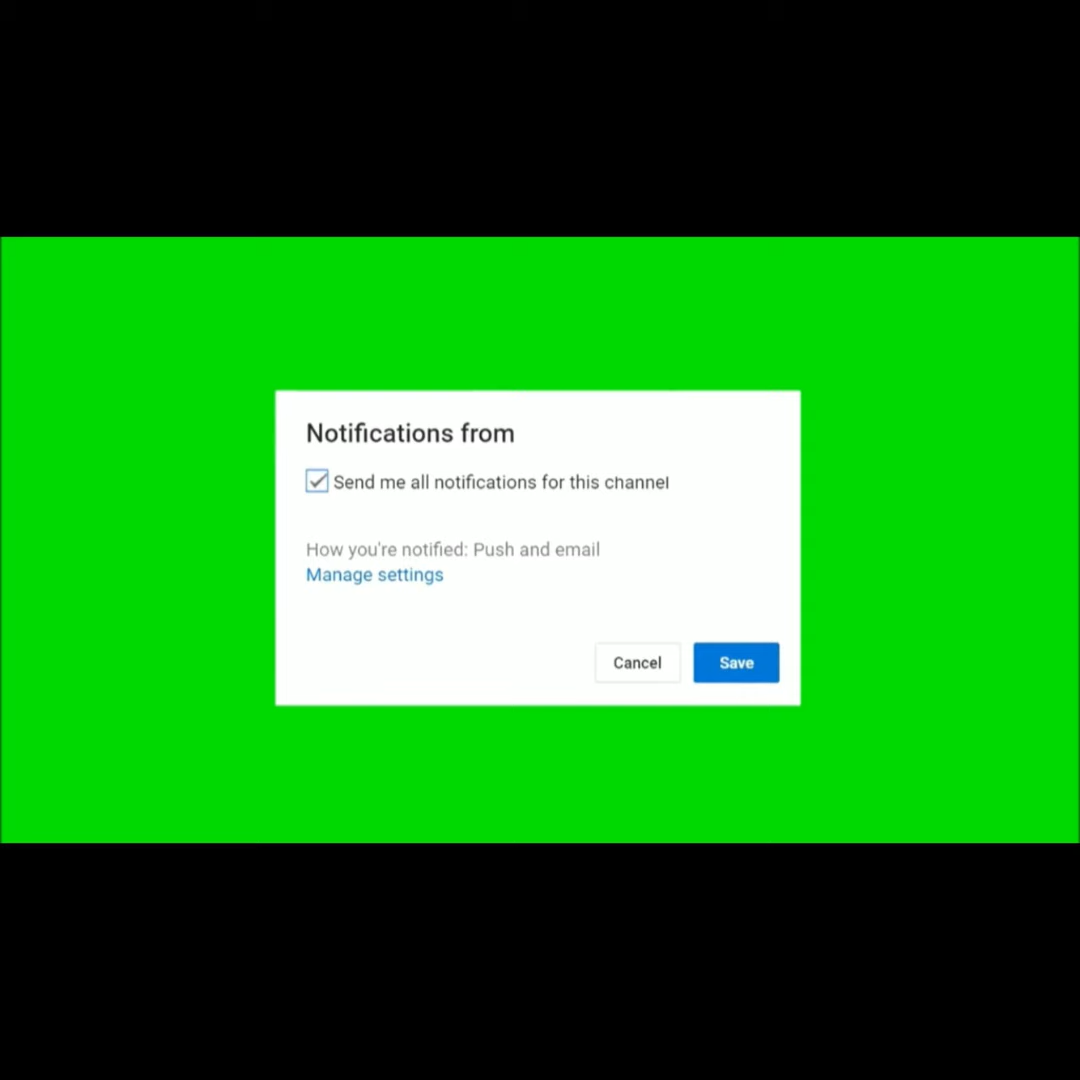 Notifications from
Send me all notifications for this channel
How you're notified: Push and email
Manage settings
Cancel Save